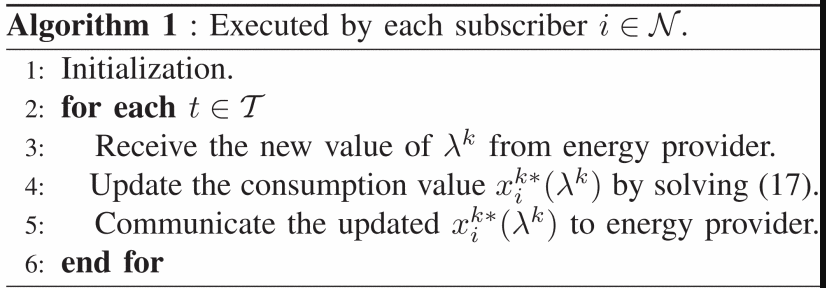 Algorithm 1 : Executed by each subscriber $i \in \mathcal{N}$.
1: Initialization.
2: for each $t \in \mathcal{T}$
3: Receive the new value of $\lambda^k$ from energy provider.
4: Update the consumption value $x_i^{k*}(\lambda^k)$ by solving (17).
5: Communicate the updated $x_i^{k*}(\lambda^k)$ to energy provider.
6: end for